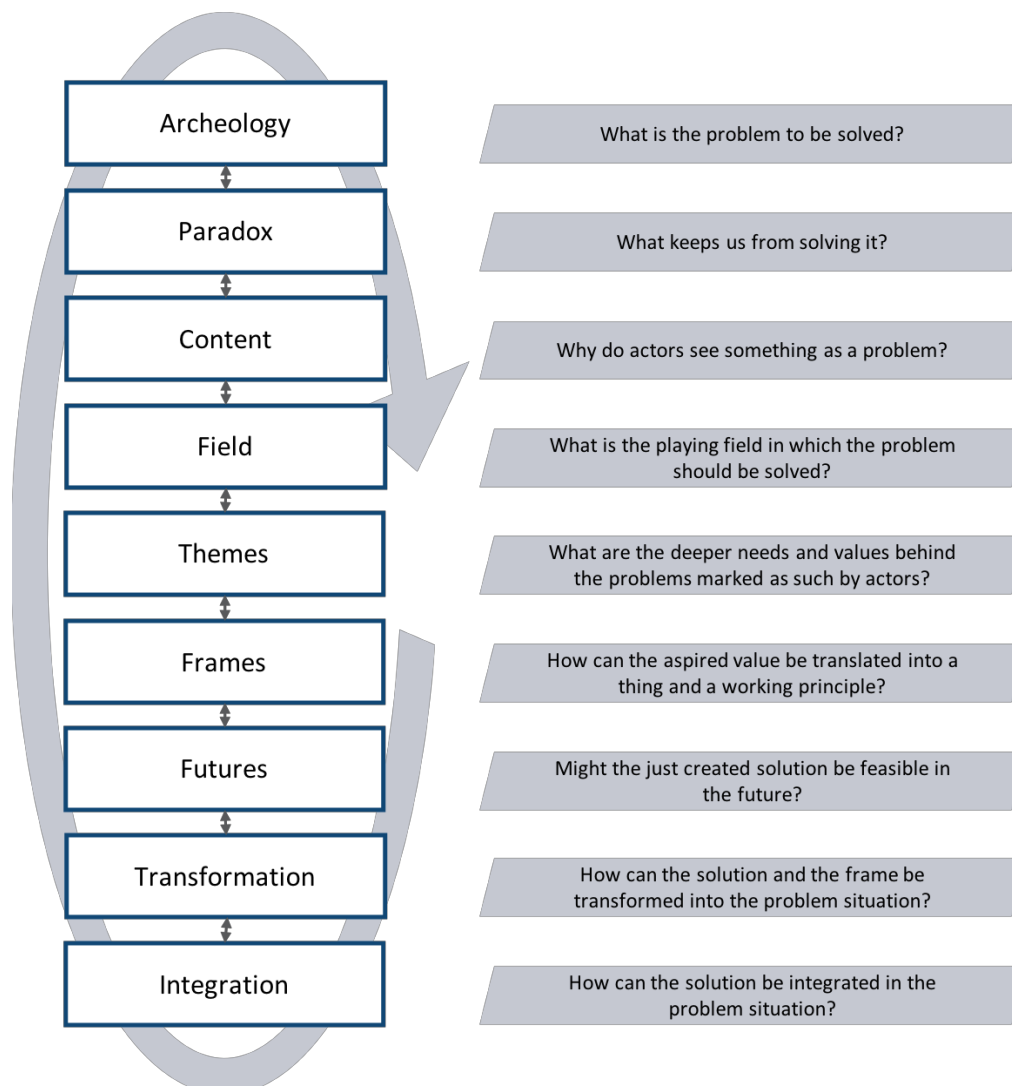 Archeology
What is the problem to be solved?
Paradox
What keeps us from solving it?
Content
Why do actors see something as a problem?
Field
What is the playing field in which the problem
should be solved?
Themes
What are the deeper needs and values behind
the problems marked as such by actors?
Frames
How can the aspired value be translated into a
thing and a working principle?
Futures
Might the just created solution be feasible in
the future?
Transformation
How can the solution and the frame be
transformed into the problem situation?
Integration
How can the solution be integrated in the
problem situation?